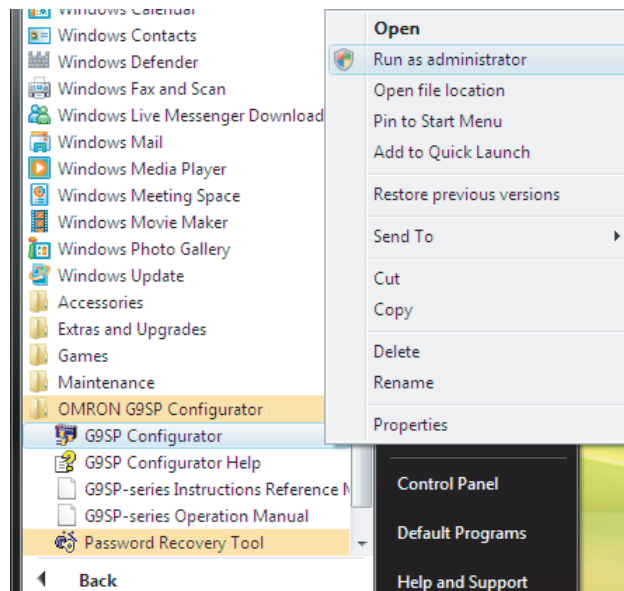 Windows Calendar
Windows Contacts
Windows Defender
Windows Fax and Scan
Windows Live Messenger Download
Windows Mail
Windows Media Player
Windows Meeting Space
Windows Movie Maker
Windows Photo Gallery
Windows Update
Accessories
Extras and Upgrades
Games
Maintenance
OMRON G9SP Configurator
G9SP Configurator
G9SP Configurator Help
G9SP-series Instructions Reference
G9SP-series Operation Manual
Password Recovery Tool
Back
Open
Run as administrator
Open file location
Pin to Start Menu
Add to Quick Launch
Restore previous versions
Send To
Cut
Copy
Delete
Rename
Properties
Control Panel
Default Programs
Help and Support